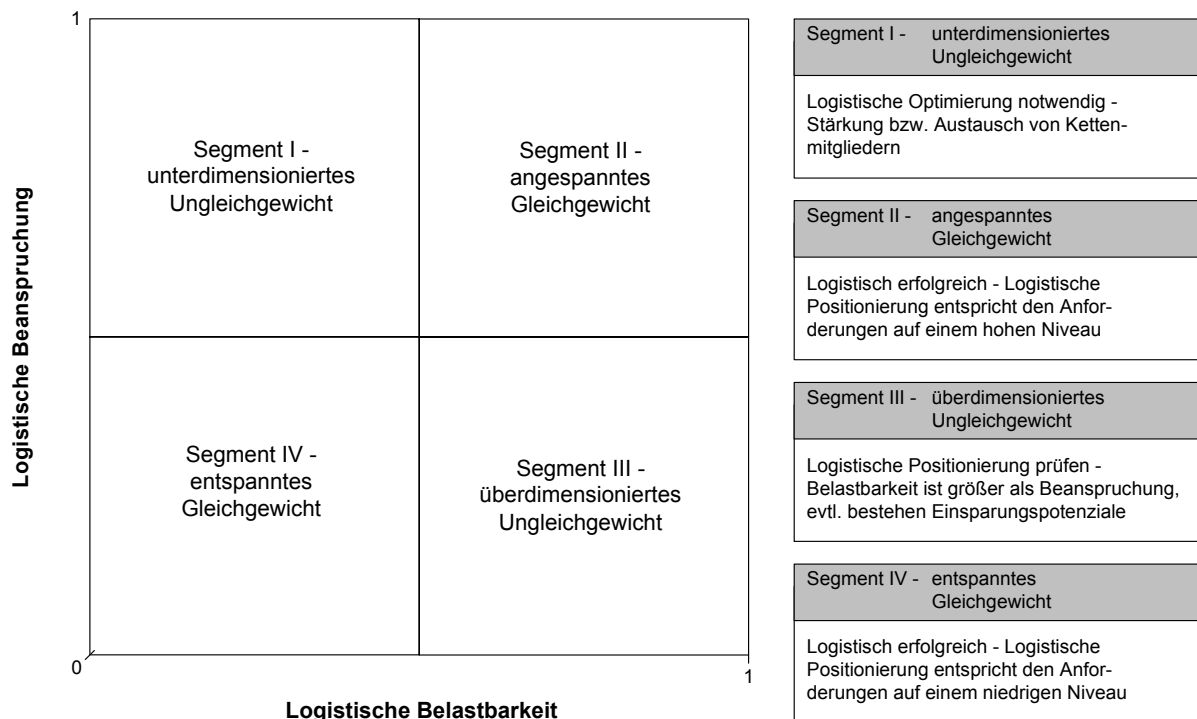 1
Logistische Beanspruchung
Segment I -
unterdimensioniertes
Ungleichgewicht
Segment II -
angespanntes
Gleichgewicht
Segment IV -
entspanntes
Gleichgewicht
Segment III -
überdimensioniertes
Ungleichgewicht
0
1
Logistische Belastbarkeit
Segment I - unterdimensioniertes
Ungleichgewicht
Logistische Optimierung notwendig -
Stärkung bzw. Austausch von Ketten-
mitgliedern
Segment II - angespanntes
Gleichgewicht
Logistisch erfolgreich - Logistische
Positionierung entspricht den Anfor-
derungen auf einem hohen Niveau
Segment III - überdimensioniertes
Ungleichgewicht
Logistische Positionierung prüfen -
Belastbarkeit ist größer als Beanspruchung,
evtl. bestehen Einsparungspotenziale
Segment IV - entspanntes
Gleichgewicht
Logistisch erfolgreich - Logistische
Positionierung entspricht den Anfor-
derungen auf einem niedrigen Niveau